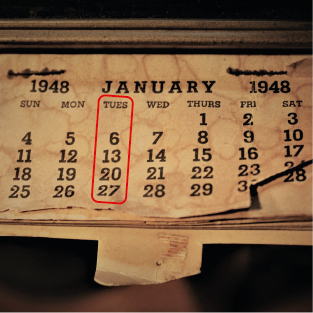 1948 JANUARY 1948
SUN MON TUES WED THURS FRI SAT
1 2 3
4 5 6 7 8 9 10
11 12 13 14 15 16 17
18 19 20 21 22 23
25 26 27 28 29 28